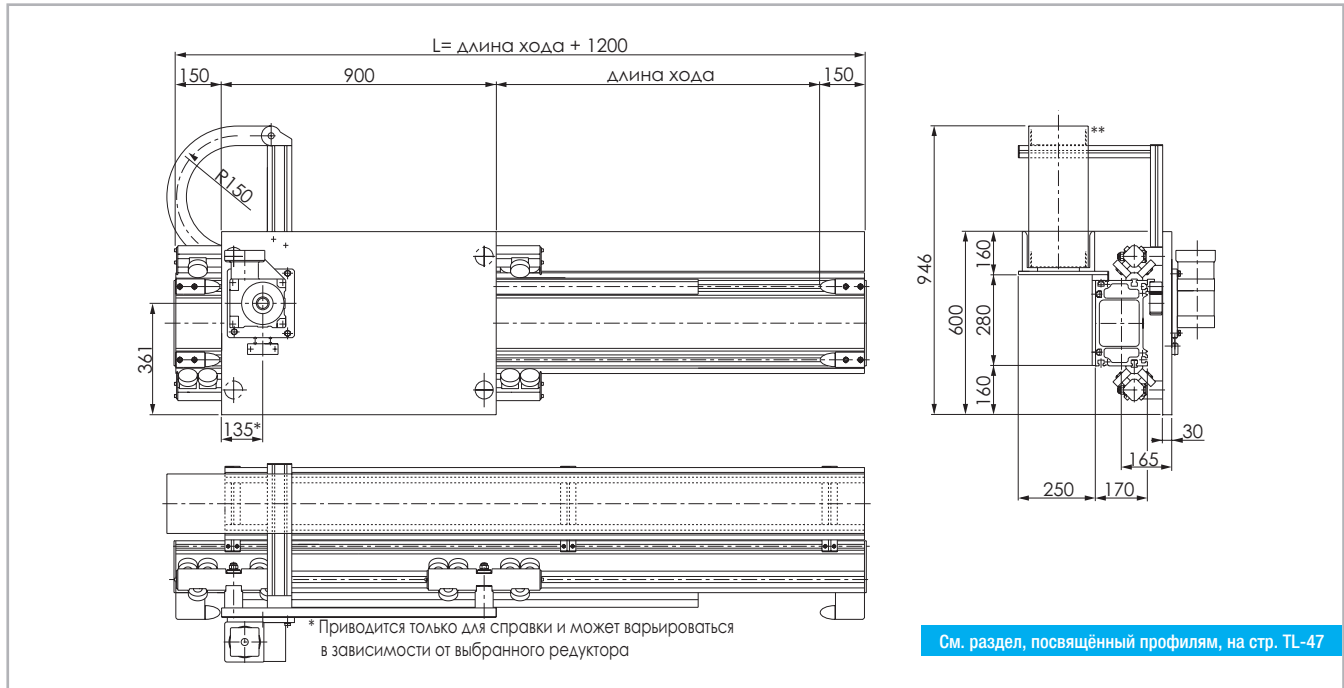 L= длина хода + 1200
150
900
длина хода
150
R150
361
135*
**
946
600
160
280
160
30
165
250
170
* Приводится только для справки и может варьироваться
в зависимости от выбранного редуктора
См. раздел, посвящённый профилям, на стр. TL-47